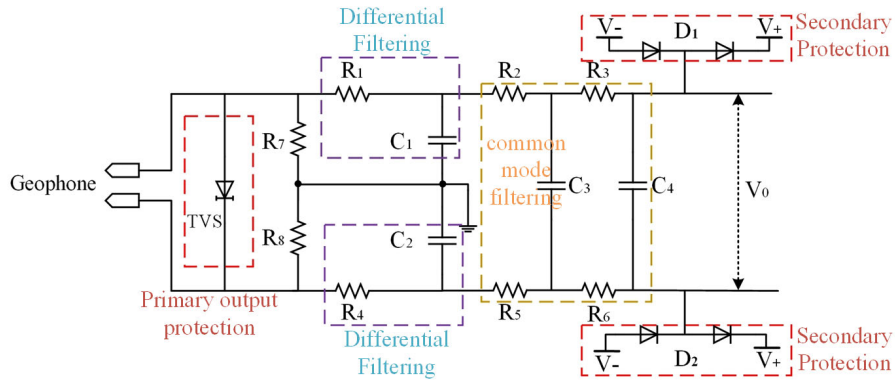 Differential
Filtering
V-
D1
V+
Secondary
Protection
R1
R2
R3
R7
C1
common
mode
filtering
C3
C4
V0
Geophone
TVS
R8
C2
Primary output
protection
R4
R5
R6
Differential
Filtering
V-
D2
V+
Secondary
Protection